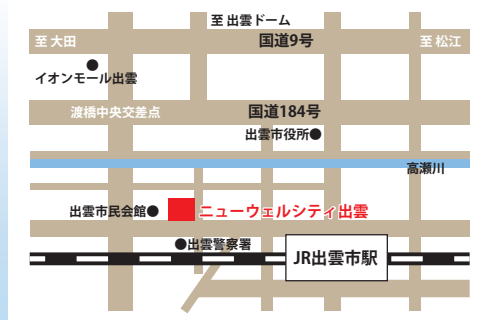 至 出雲ドーム
至 大田
国道9号
至 松江
イオンモール出雲
渡橋中央交差点
国道184号
出雲市役所●
高瀬川
出雲市民会館●
ニューウェルシティ出雲
●出雲警察署
JR出雲市駅